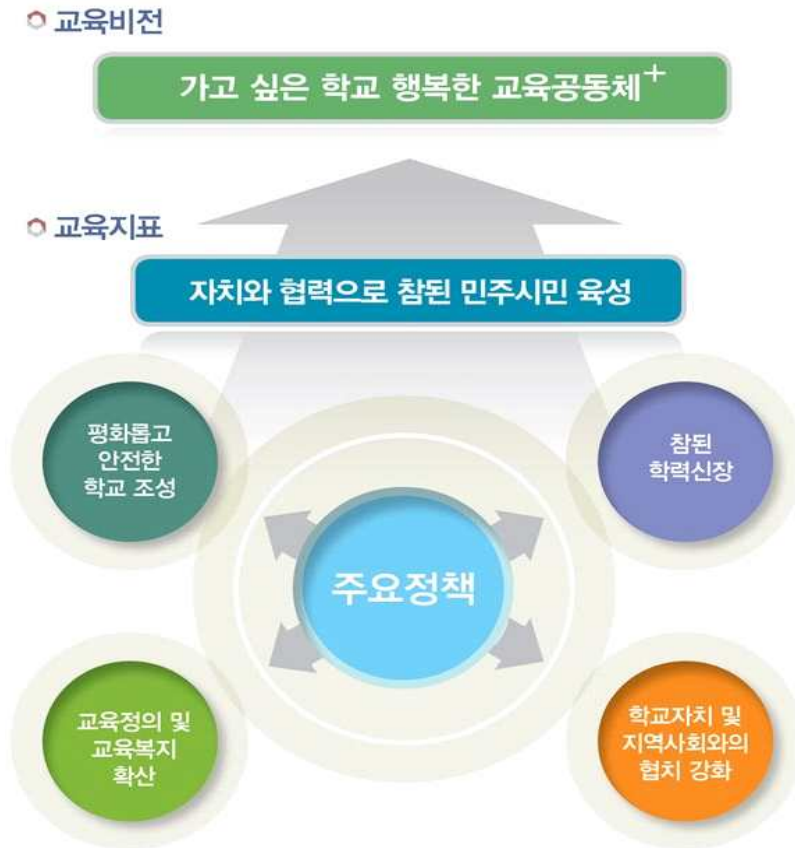 교육비전
가고 싶은 학교 행복한 교육공동체+
교육지표
자치와 협력으로 참된 민주시민 육성
평화롭고
안전한
학교 조성
참된
학력신장
주요정책
교육정의 및
교육복지
확산
학교자치 및
지역사회와의
협치 강화